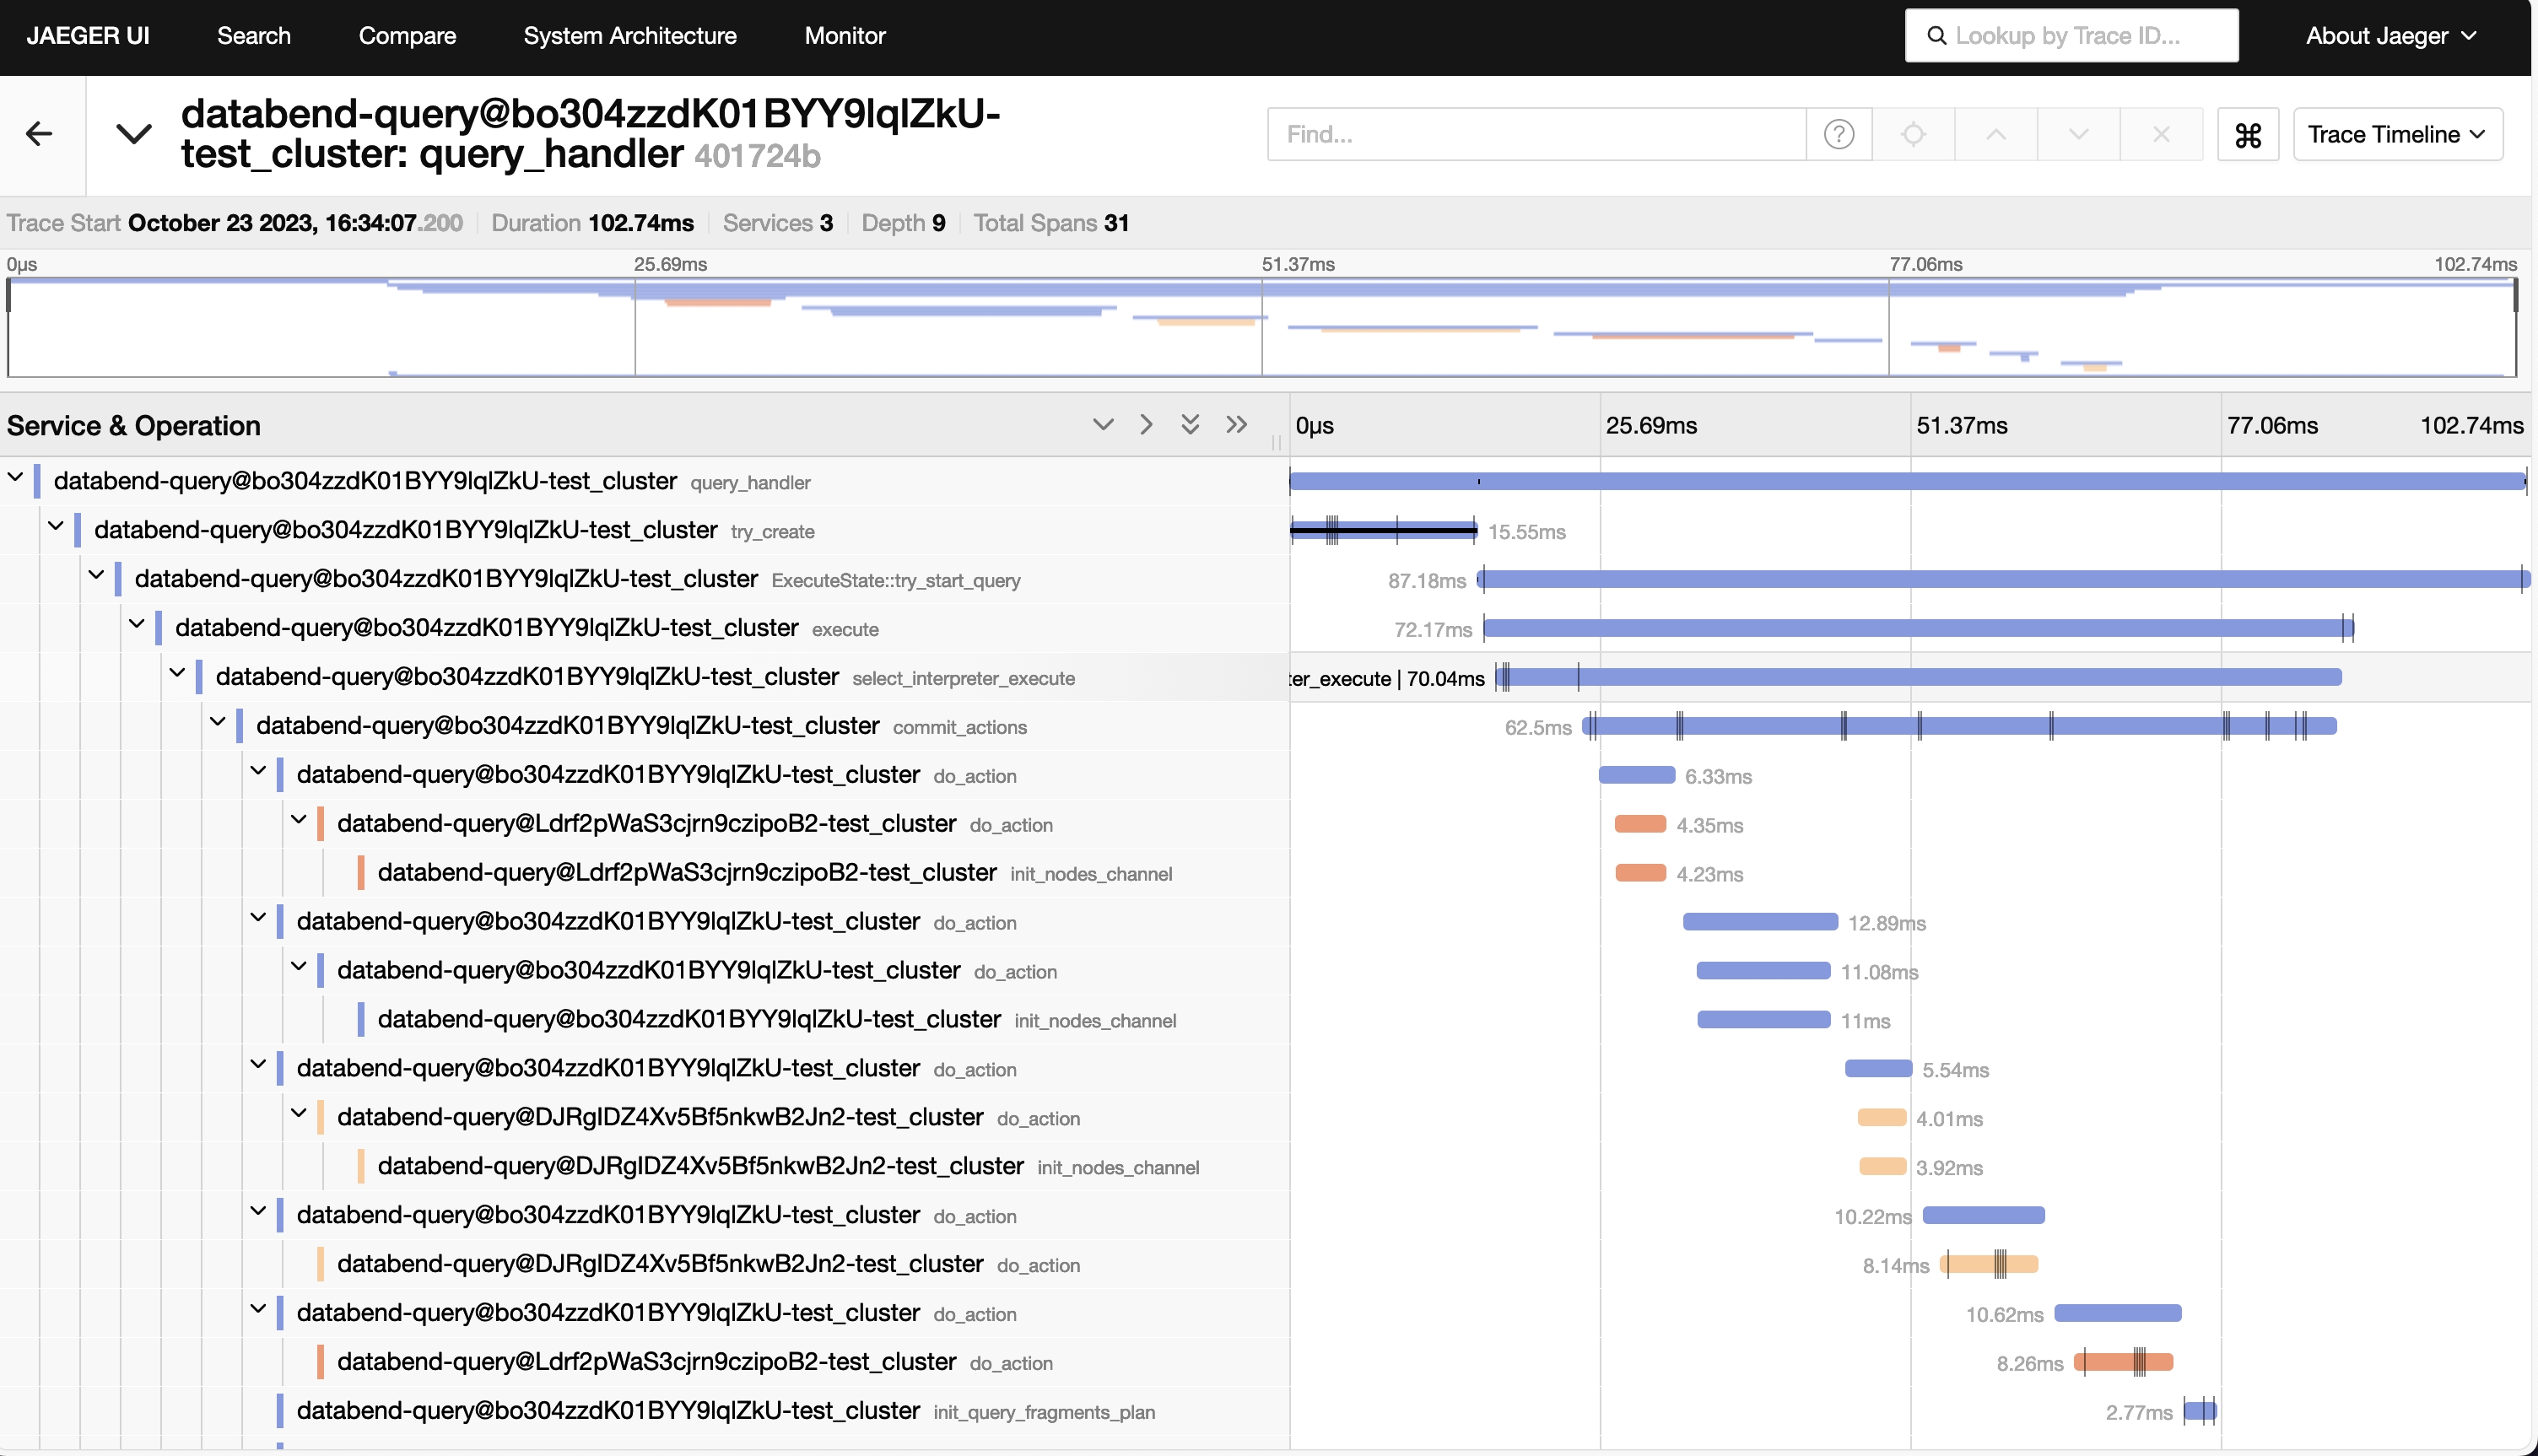 JAEGER UI Search Compare System Architecture Monitor Lookup by Trace ID... About Jaeger
databend-query@bo304zzdK01BYY9lqlZkU-
test_cluster: query_handler 401724b
Find... ? ⌘ Trace Timeline
Trace Start October 23 2023, 16:34:07.200 Duration 102.74ms Services 3 Depth 9 Total Spans 31
0μs 25.69ms 51.37ms 77.06ms 102.74ms
Service & Operation 0μs 25.69ms 51.37ms 77.06ms 102.74ms
databend-query@bo304zzdK01BYY9lqlZkU-test_cluster query_handler
databend-query@bo304zzdK01BYY9lqlZkU-test_cluster try_create 15.55ms
databend-query@bo304zzdK01BYY9lqlZkU-test_cluster ExecuteState::try_start_query 87.18ms
databend-query@bo304zzdK01BYY9lqlZkU-test_cluster execute 72.17ms
databend-query@bo304zzdK01BYY9lqlZkU-test_cluster select_interpreter_execute ter_execute | 70.04ms
databend-query@bo304zzdK01BYY9lqlZkU-test_cluster commit_actions 62.5ms
databend-query@bo304zzdK01BYY9lqlZkU-test_cluster do_action 6.33ms
databend-query@Ldrf2pWaS3cjrn9czipoB2-test_cluster do_action 4.35ms
databend-query@Ldrf2pWaS3cjrn9czipoB2-test_cluster init_nodes_channel 4.23ms
databend-query@bo304zzdK01BYY9lqlZkU-test_cluster do_action 12.89ms
databend-query@bo304zzdK01BYY9lqlZkU-test_cluster do_action 11.08ms
databend-query@bo304zzdK01BYY9lqlZkU-test_cluster init_nodes_channel 11ms
databend-query@bo304zzdK01BYY9lqlZkU-test_cluster do_action 5.54ms
databend-query@DJRgIDZ4Xv5Bf5nkwB2Jn2-test_cluster do_action 4.01ms
databend-query@DJRgIDZ4Xv5Bf5nkwB2Jn2-test_cluster init_nodes_channel 3.92ms
databend-query@bo304zzdK01BYY9lqlZkU-test_cluster do_action 10.22ms
databend-query@DJRgIDZ4Xv5Bf5nkwB2Jn2-test_cluster do_action 8.14ms
databend-query@bo304zzdK01BYY9lqlZkU-test_cluster do_action 10.62ms
databend-query@Ldrf2pWaS3cjrn9czipoB2-test_cluster do_action 8.26ms
databend-query@bo304zzdK01BYY9lqlZkU-test_cluster init_query_fragments_plan 2.77ms